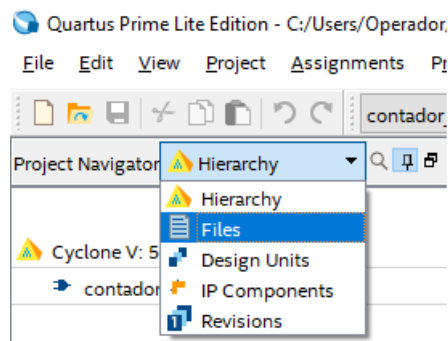 Quartus Prime Lite Edition - C:/Users/Operador/
File Edit View Project Assignments
contador_
Project Navigator Hierarchy
Hierarchy
Files
Cyclone V: 5
Design Units
contador
IP Components
Revisions